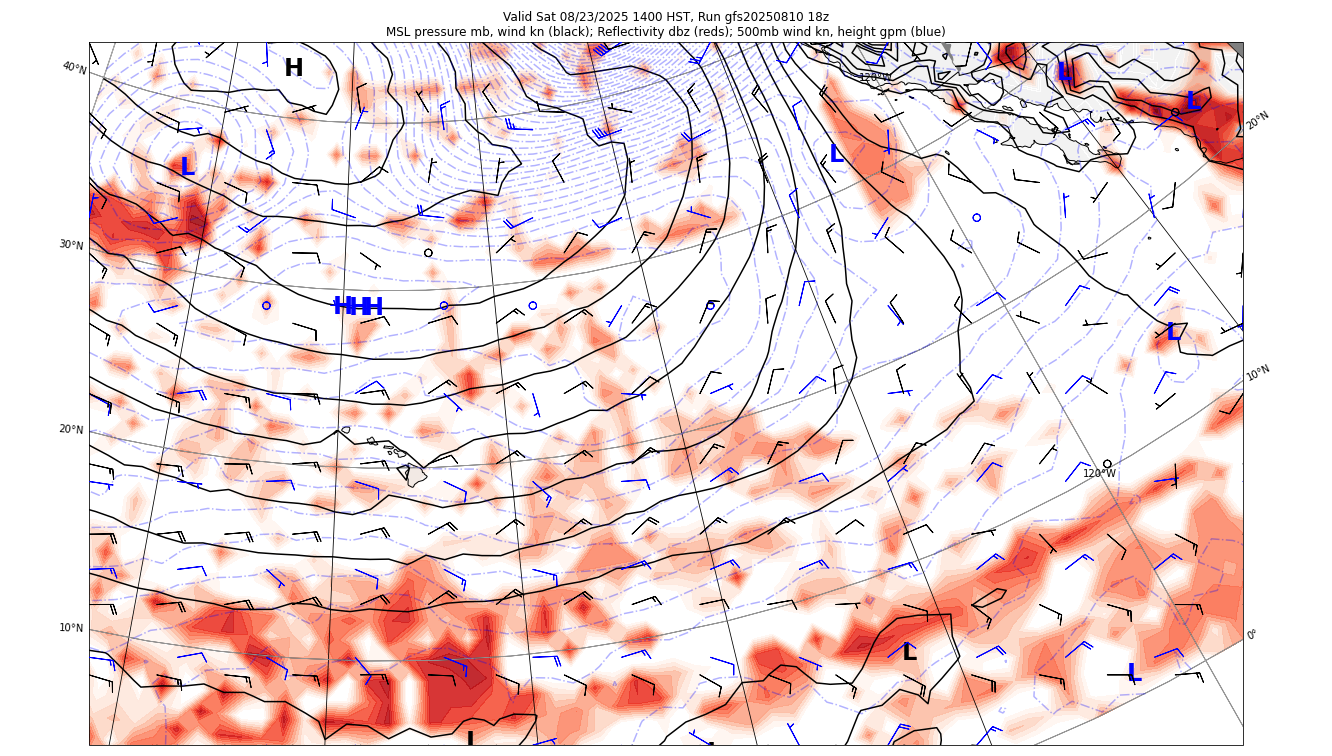 Valid Sat 08/23/2025 1400 HST, Run gfs20250810 18z
MSL pressure mb, wind kn (black); Reflectivity dbz (reds); 500mb wind kn, height gpm (blue)
40°N
H
120°W
L
L
20°N
L
L
30°N
H H H
L
10°N
20°N
120°W
10°N
0°
L
L
L